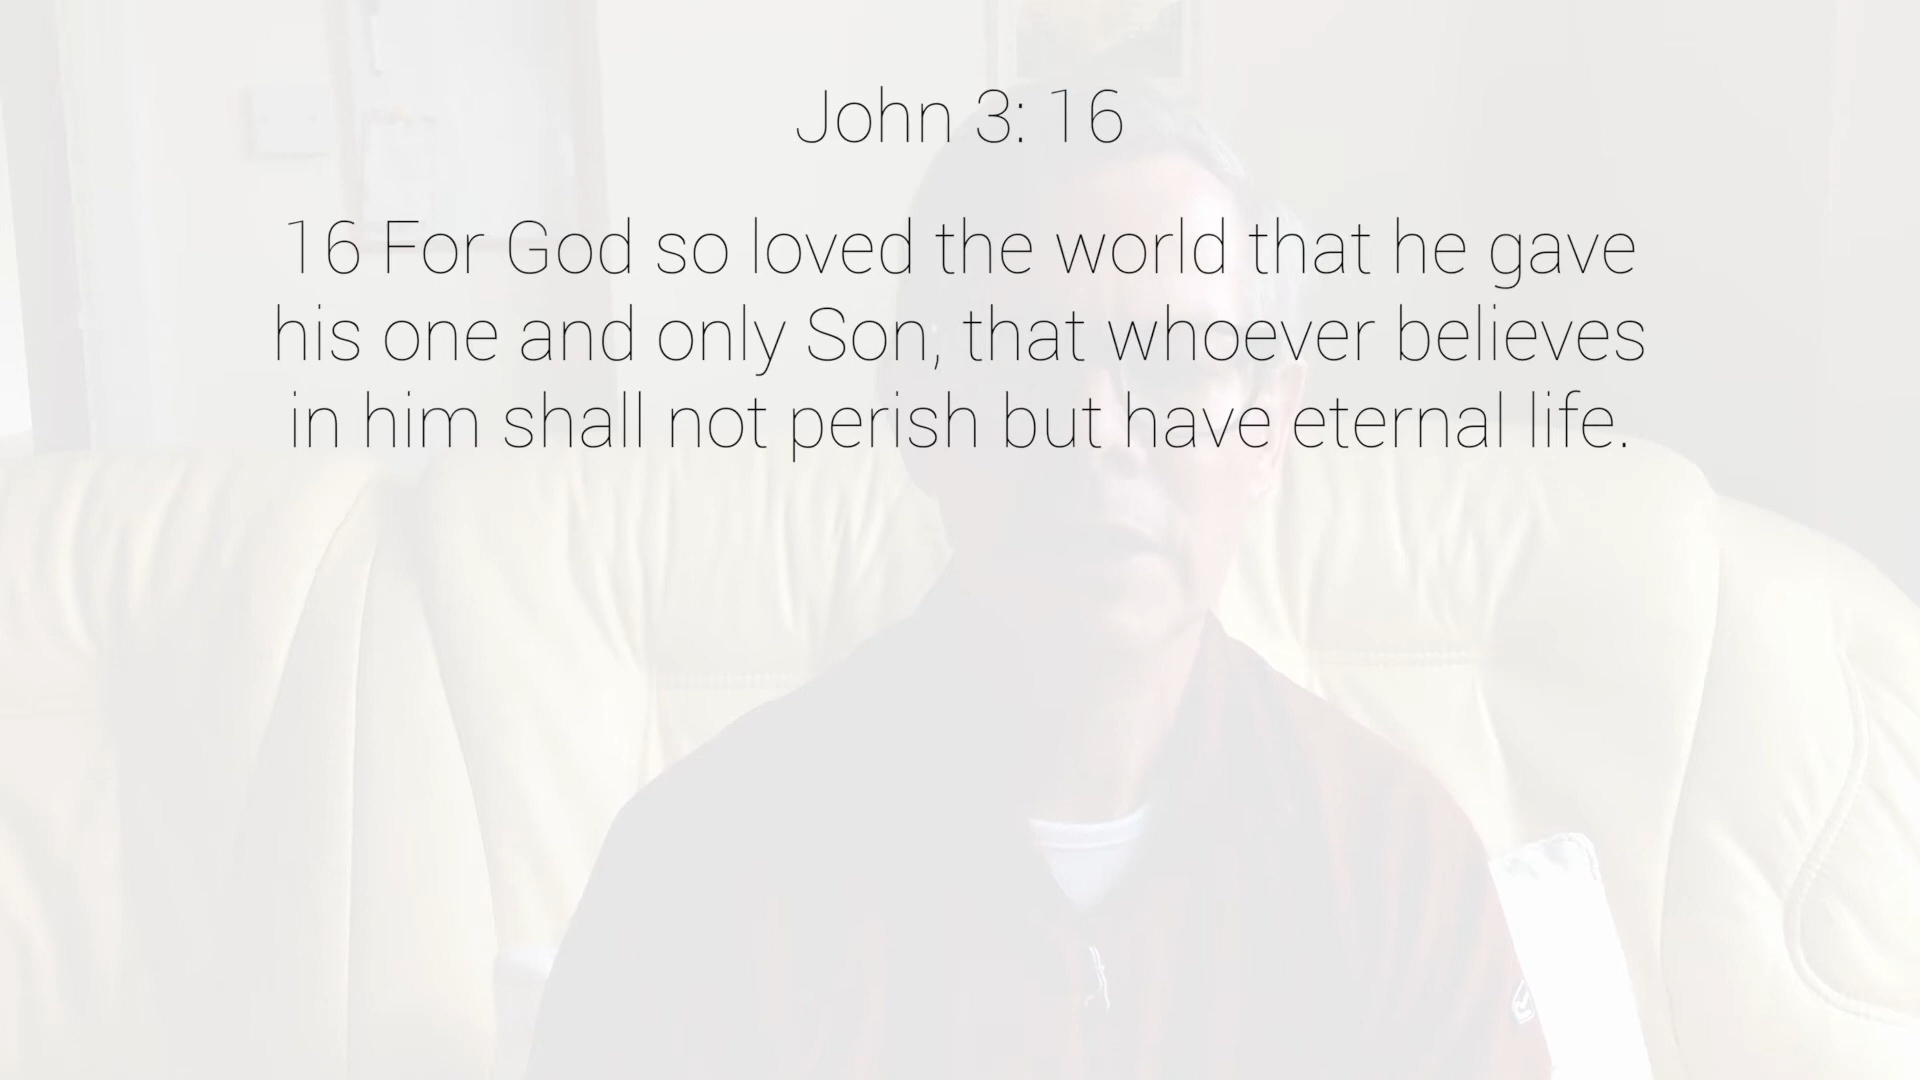 John 3: 16
16 For God so loved the world that he gave
his one and only Son, that whoever believes
in him shall not perish but have eternal life.